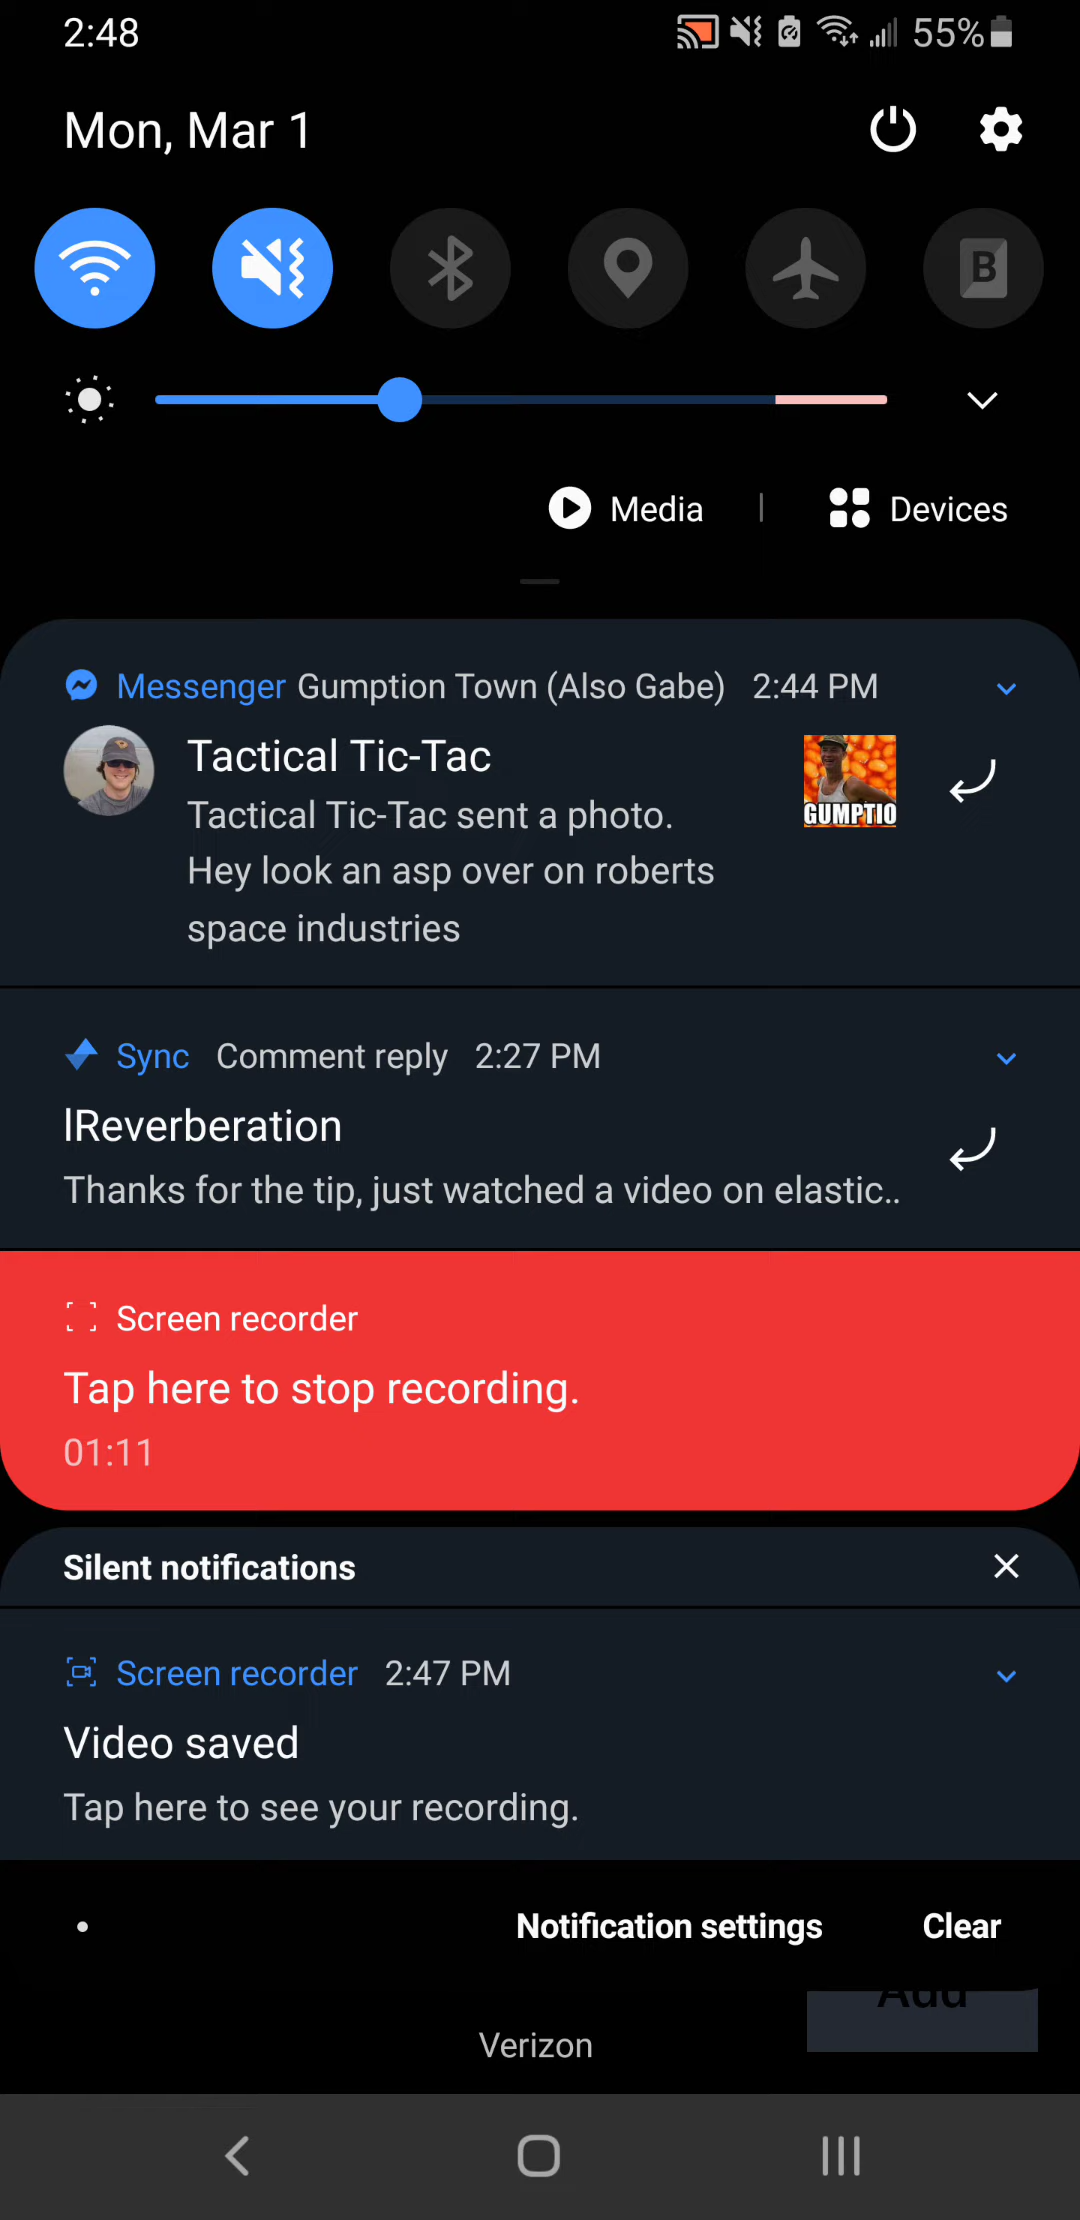 2:48
55%
Mon, Mar 1
B
Media | Devices
Messenger Gumption Town (Also Gabe) 2:44 PM
Tactical Tic-Tac
Tactical Tic-Tac sent a photo.
GUMPTIO
Hey look an asp over on roberts
space industries
Sync Comment reply 2:27 PM
lReverberation
Thanks for the tip, just watched a video on elastic..
Screen recorder
Tap here to stop recording.
01:11
Silent notifications
Screen recorder 2:47 PM
Video saved
Tap here to see your recording.
Notification settings Clear
Add
Verizon